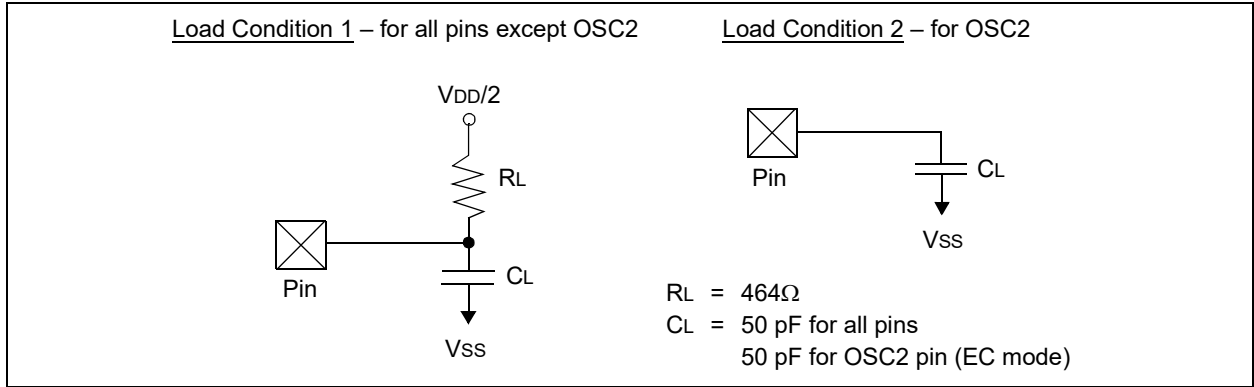 Load Condition 1 – for all pins except OSC2
VDD/2
RL
Pin
CL
VSS
Load Condition 2 – for OSC2
Pin
CL
VSS
RL = 464Ω
CL = 50 pF for all pins
50 pF for OSC2 pin (EC mode)